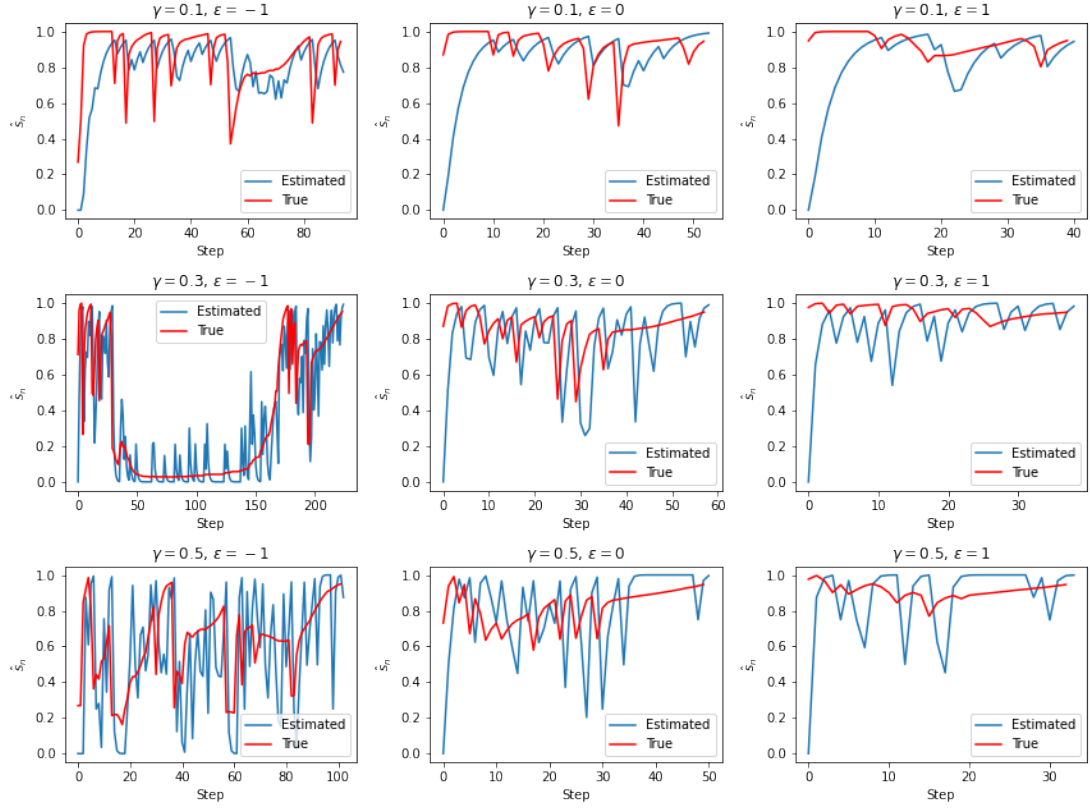 γ = 0.1, ε = −1
1.0
0.8
0.6
0.4
0.2
0.0
ŝₙ
Estimated
True
0 20 40 60 80
Step
γ = 0.1, ε = 0
1.0
0.8
0.6
0.4
0.2
0.0
ŝₙ
Estimated
True
0 10 20 30 40 50
Step
γ = 0.1, ε = 1
1.0
0.8
0.6
0.4
0.2
0.0
ŝₙ
Estimated
True
0 10 20 30 40
Step
γ = 0.3, ε = −1
1.0
0.8
0.6
0.4
0.2
0.0
ŝₙ
Estimated
True
0 50 100 150 200
Step
γ = 0.3, ε = 0
1.0
0.8
0.6
0.4
0.2
0.0
ŝₙ
Estimated
True
0 10 20 30 40 50 60
Step
γ = 0.3, ε = 1
1.0
0.8
0.6
0.4
0.2
0.0
ŝₙ
Estimated
True
0 10 20 30
Step
γ = 0.5, ε = −1
1.0
0.8
0.6
0.4
0.2
0.0
ŝₙ
Estimated
True
0 20 40 60 80 100
Step
γ = 0.5, ε = 0
1.0
0.8
0.6
0.4
0.2
0.0
ŝₙ
Estimated
True
0 10 20 30 40 50
Step
γ = 0.5, ε = 1
1.0
0.8
0.6
0.4
0.2
0.0
ŝₙ
Estimated
True
0 10 20 30
Step